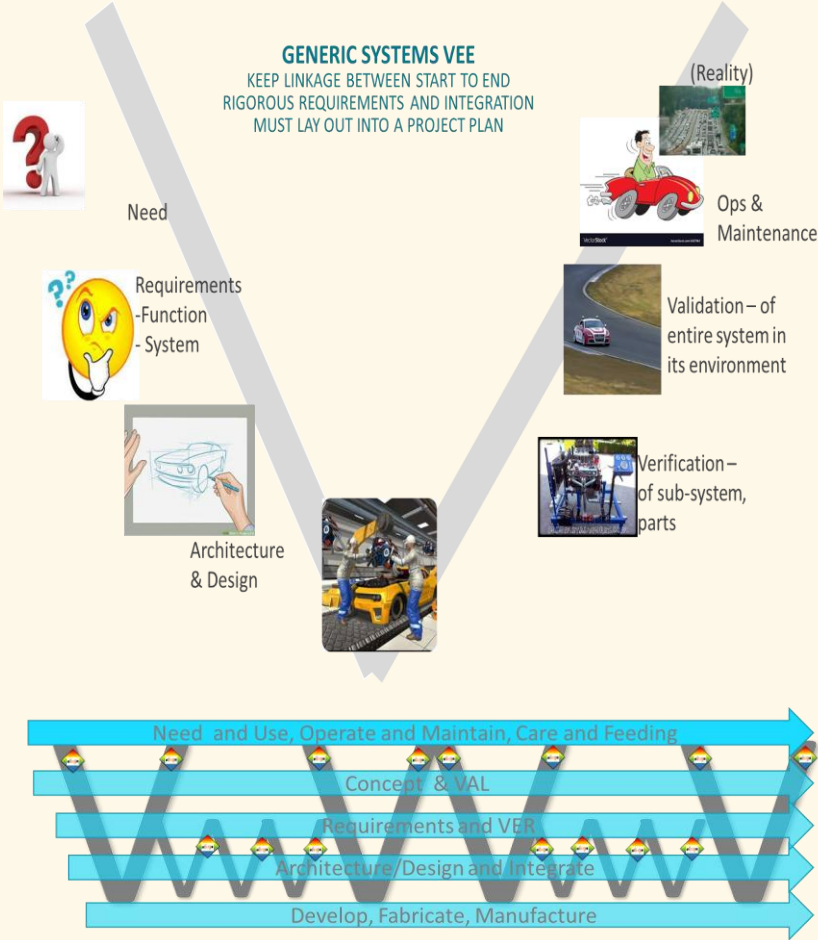 GENERIC SYSTEMS VEE
KEEP LINKAGE BETWEEN START TO END
RIGOROUS REQUIREMENTS AND INTEGRATION
MUST LAY OUT INTO A PROJECT PLAN
(Reality)
Need
Ops &
Maintenance
VectorStock
Requirements
-Function
- System
Validation – of
entire system in
its environment
Verification –
of sub-system,
parts
Architecture
& Design
Need and Use, Operate and Maintain, Care and Feeding
Concept & VAL
Requirements and VER
Architecture/Design and Integrate
Develop, Fabricate, Manufacture